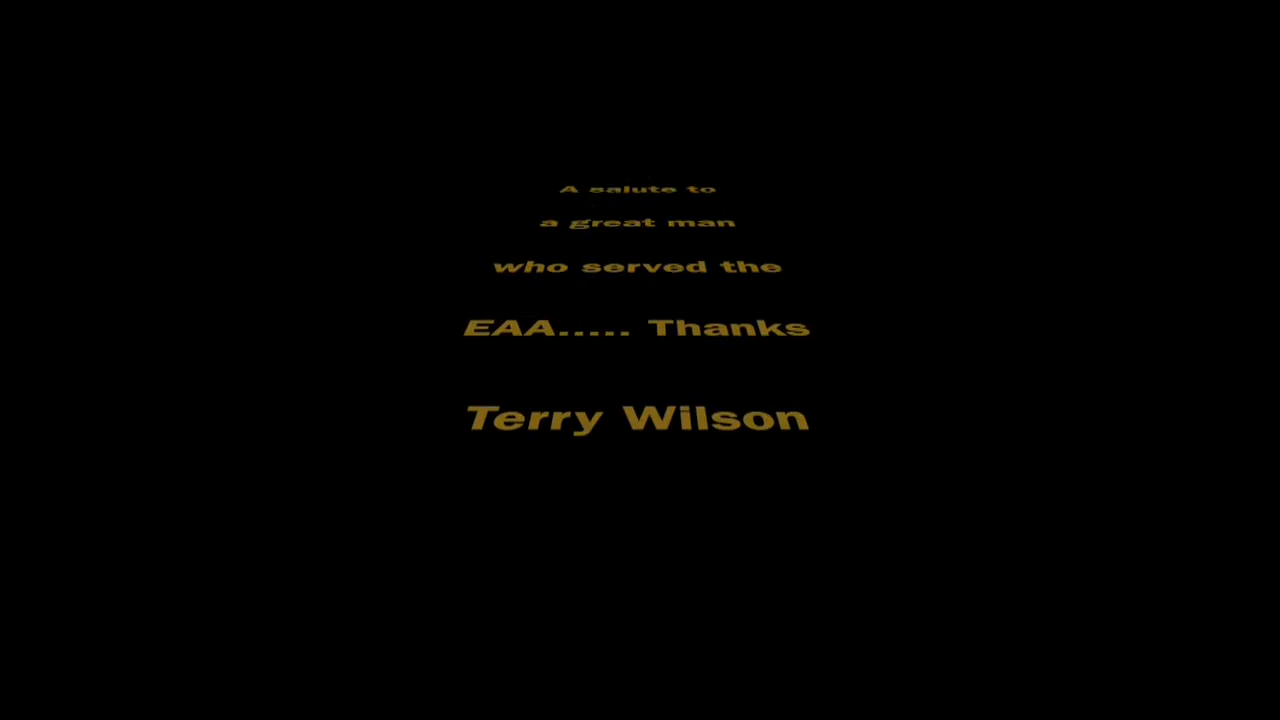 A salute to
a great man
who served the
EAA..... Thanks
Terry Wilson